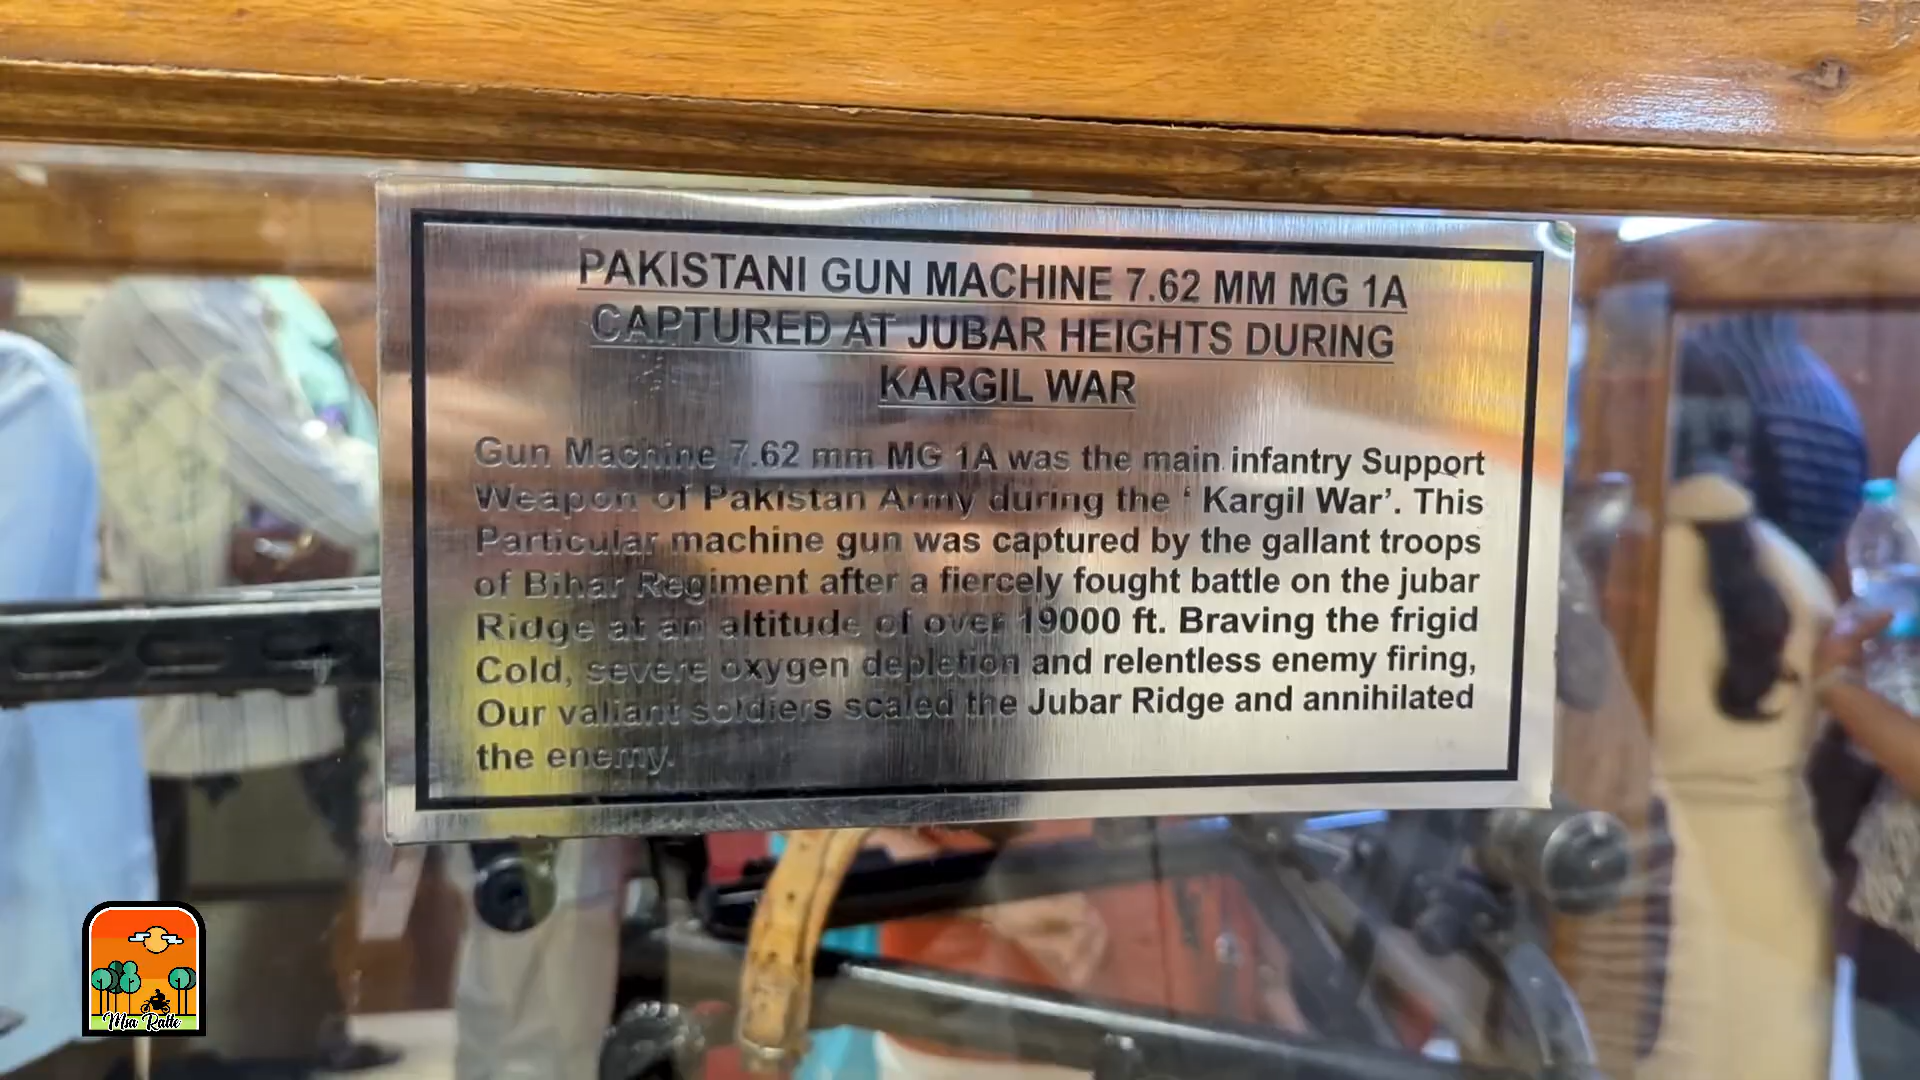 PAKISTANI GUN MACHINE 7.62 MM MG 1A
CAPTURED AT JUBAR HEIGHTS DURING
KARGIL WAR
Gun Machine 7.62 mm MG 1A was the main infantry Support
Weapon of Pakistan Army during the ‘ Kargil War’. This
Particular machine gun was captured by the gallant troops
of Bihar Regiment after a fiercely fought battle on the jubar
Ridge at an altitude of over 19000 ft. Braving the frigid
Cold, severe oxygen depletion and relentless enemy firing,
Our valiant soldiers scaled the Jubar Ridge and annihilated
the enemy.
Msa Ratte